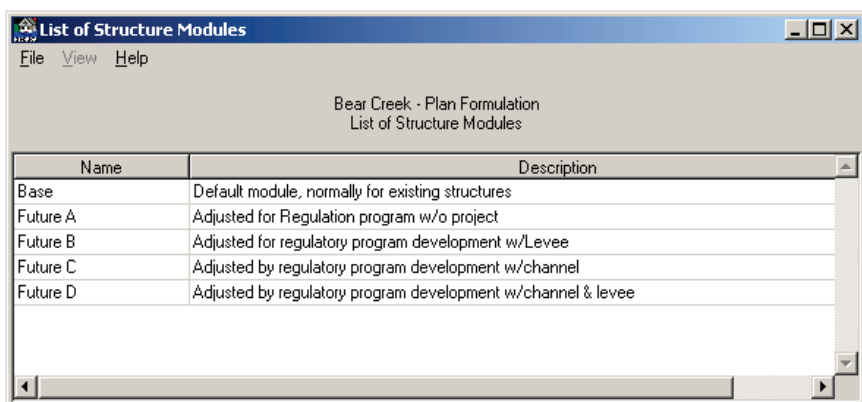 List of Structure Modules
File View Help
Bear Creek - Plan Formulation
List of Structure Modules
Name Description
Base Default module, normally for existing structures
Future A Adjusted for Regulation program w/o project
Future B Adjusted for regulatory program development w/Levee
Future C Adjusted by regulatory program development w/channel
Future D Adjusted by regulatory program development w/channel & levee